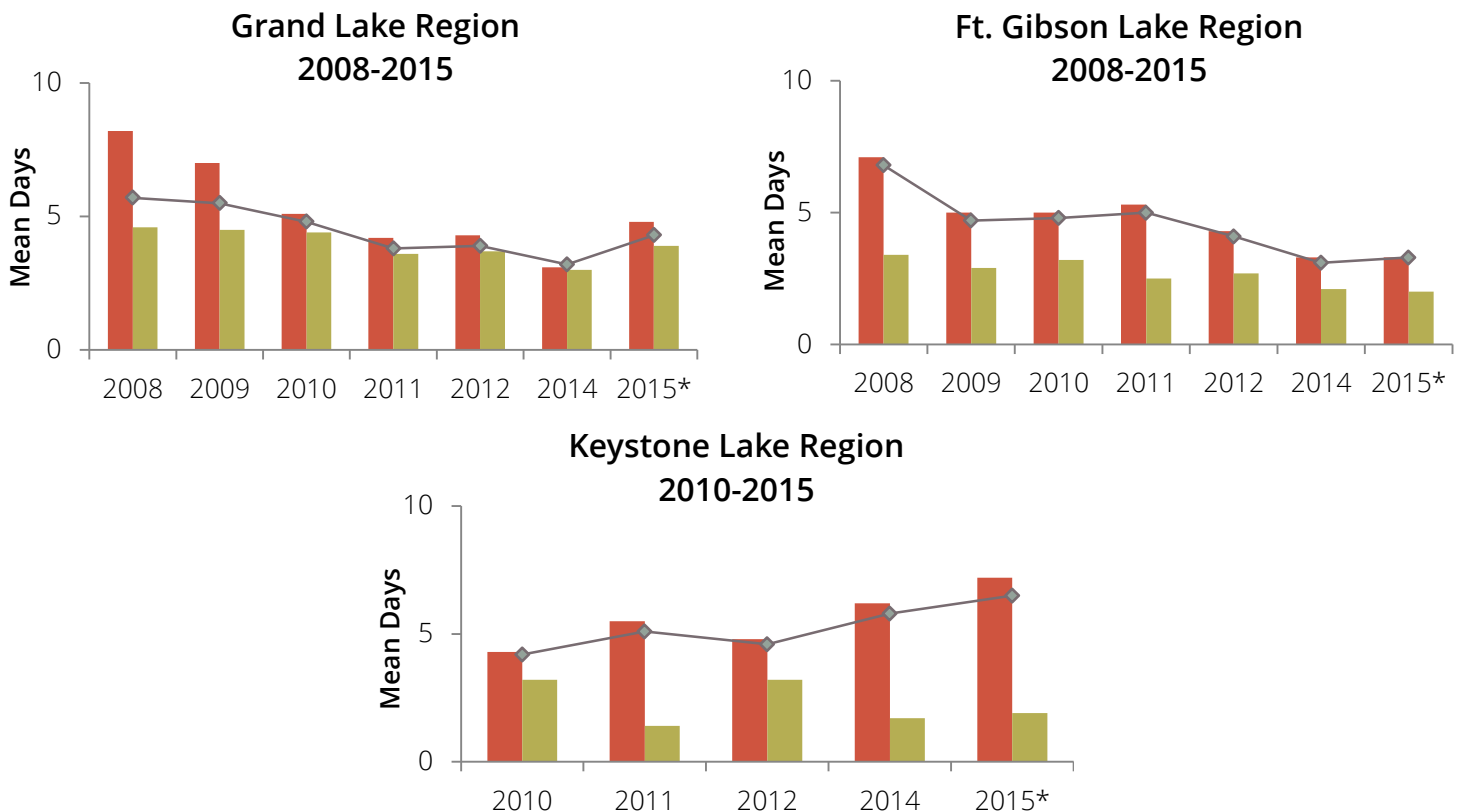 Grand Lake Region
2008-2015
10
5
0
Mean Days
2008 2009 2010 2011 2012 2014 2015*
Ft. Gibson Lake Region
2008-2015
10
5
0
Mean Days
2008 2009 2010 2011 2012 2014 2015*
Keystone Lake Region
2010-2015
10
5
0
Mean Days
2010 2011 2012 2014 2015*